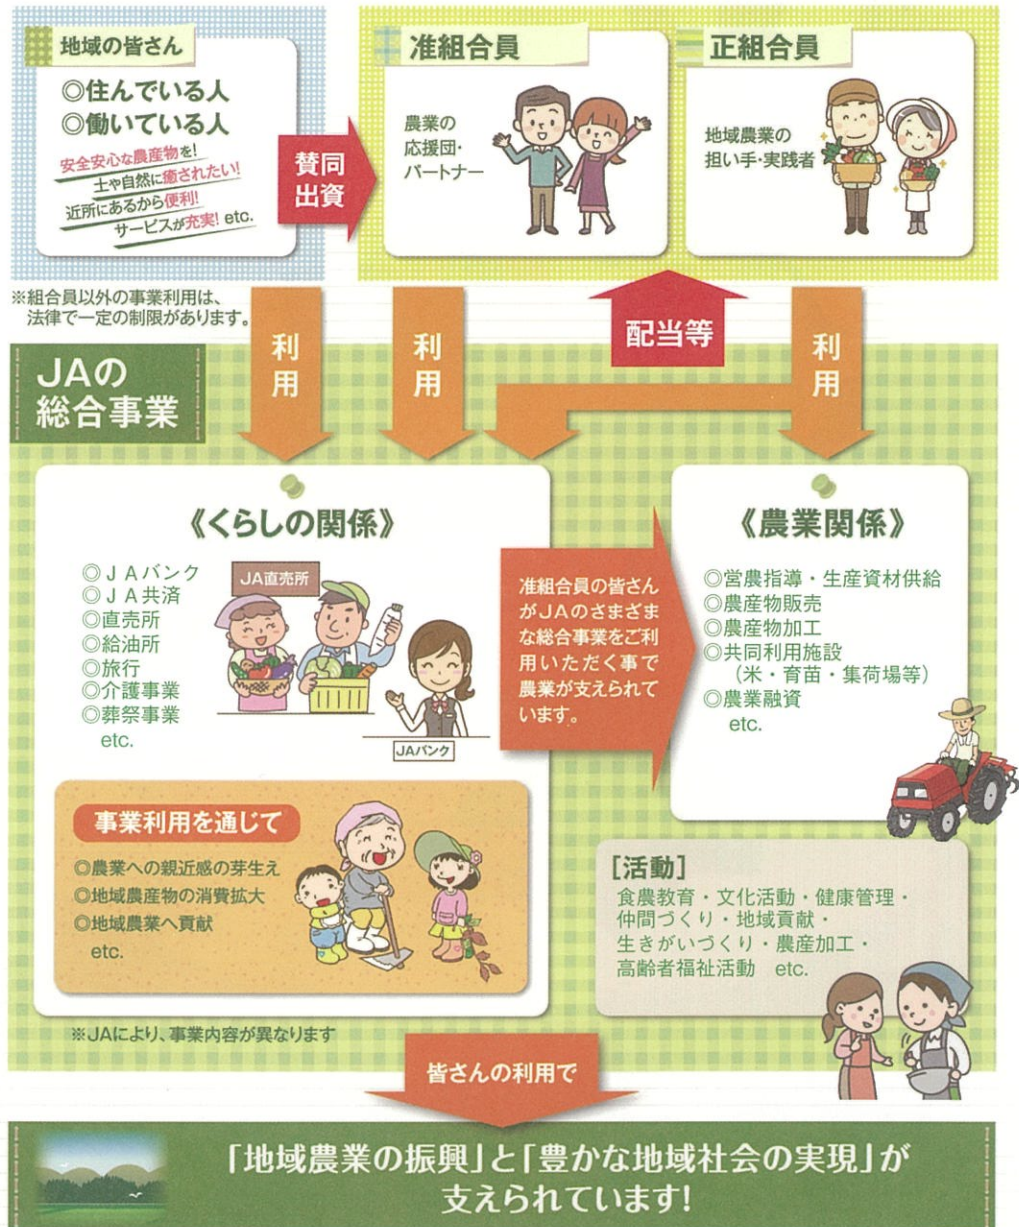 地域の皆さん
◎住んでいる人
◎働いている人
安全安心な農産物を!
土や自然に癒されたい!
近所にあるから便利!
サービスが充実! etc.
賛同
出資
准組合員
農業の
応援団・
パートナー
正組合員
地域農業の
担い手・実践者
※組合員以外の事業利用は、
法律で一定の制限があります。
利用
利用
配当等
利用
JAの
総合事業
《くらしの関係》
◎JAバンク
◎JA共済
◎直売所
◎給油所
◎旅行
◎介護事業
◎葬祭事業
etc.
JA直売所
JAバンク
准組合員の皆さん
がJAのさまざま
な総合事業をご利
用いただく事で
農業が支えられて
います。
《農業関係》
◎営農指導・生産資材供給
◎農産物販売
◎農産物加工
◎共同利用施設
(米・育苗・集荷場等)
◎農業融資
etc.
事業利用を通じて
◎農業への親近感の芽生え
◎地域農産物の消費拡大
◎地域農業へ貢献
etc.
[活動]
食農教育・文化活動・健康管理・
仲間づくり・地域貢献・
生きがいづくり・農産加工・
高齢者福祉活動 etc.
※JAにより、事業内容が異なります
皆さんの利用で
「地域農業の振興」と「豊かな地域社会の実現」が
支えられています!